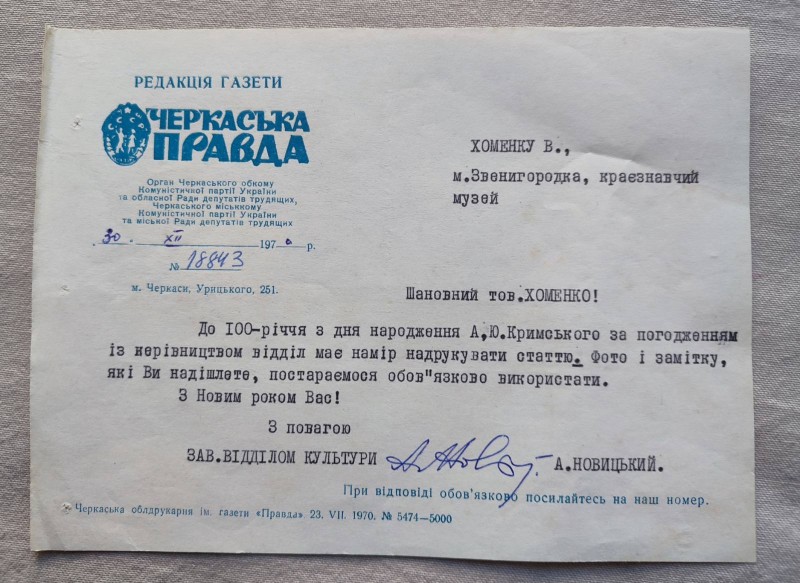 РЕДАКЦІЯ ГАЗЕТИ
СССР
ЧЕРКАСЬКА
ПРАВДА
Орган Черкаського обкому
Комуністичної партії України
та обласної Ради депутатів трудящих,
Черкаського міськкому
Комуністичної партії України
та міської Ради депутатів трудящих
30. XII 1970 р.
№ 18843
м. Черкаси, Урицького, 251.
ХОМЕНКУ В.,
м.Звенигородка, краєзнавчий
музей
Шановний тов.ХОМЕНКО!
До І00-річчя з дня народження А,Ю.Кримського за погодженням
із керівництвом відділ має намір надрукувати статтю. Фото і замітку,
які Ви надішлете, постараємося обов"язково використати.
З Новим роком Вас!
З повагою
ЗАВ.ВІДДІЛОМ КУЛЬТУРИ А.НОВИЦЬКИЙ.
При відповіді обов'язково посилайтесь на наш номер.
Черкаська облдрукарня ім. газети «Правда» 23. VII. 1970. № 5474—5000